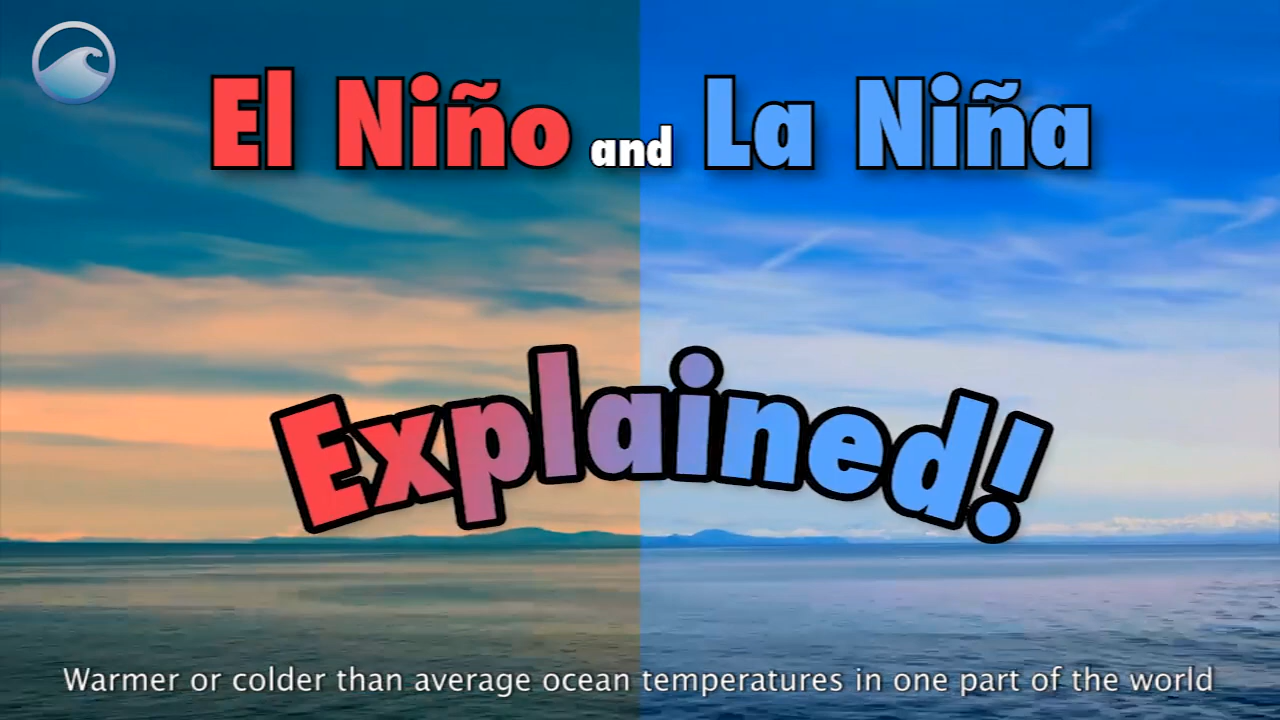 El Niño and La Niña
Explained!
Warmer or colder than average ocean temperatures in one part of the world